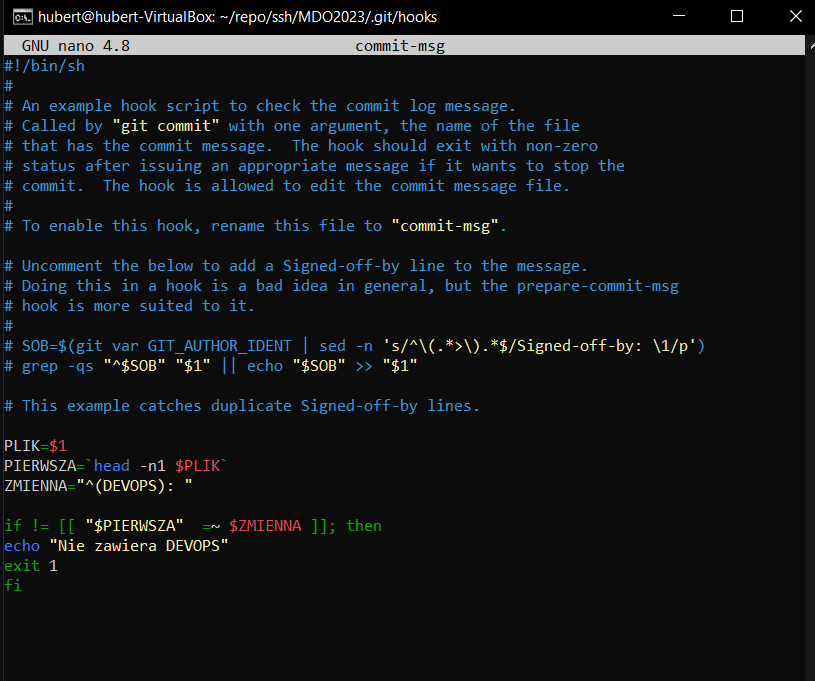 hubert@hubert-VirtualBox: ~/repo/ssh/MDO2023/.git/hooks
GNU nano 4.8 commit-msg
#!/bin/sh
#
# An example hook script to check the commit log message.
# Called by "git commit" with one argument, the name of the file
# that has the commit message.  The hook should exit with non-zero
# status after issuing an appropriate message if it wants to stop the
# commit.  The hook is allowed to edit the commit message file.
#
# To enable this hook, rename this file to "commit-msg".

# Uncomment the below to add a Signed-off-by line to the message.
# Doing this in a hook is a bad idea in general, but the prepare-commit-msg
# hook is more suited to it.
#
# SOB=$(git var GIT_AUTHOR_IDENT | sed -n 's/^\(.*>\).*$/Signed-off-by: \1/p')
# grep -qs "^$SOB" "$1" || echo "$SOB" >> "$1"

# This example catches duplicate Signed-off-by lines.

PLIK=$1
PIERWSZA=`head -n1 $PLIK`
ZMIENNA="^(DEVOPS): "

if != [[ "$PIERWSZA"  =~ $ZMIENNA ]]; then
echo "Nie zawiera DEVOPS"
exit 1
fi